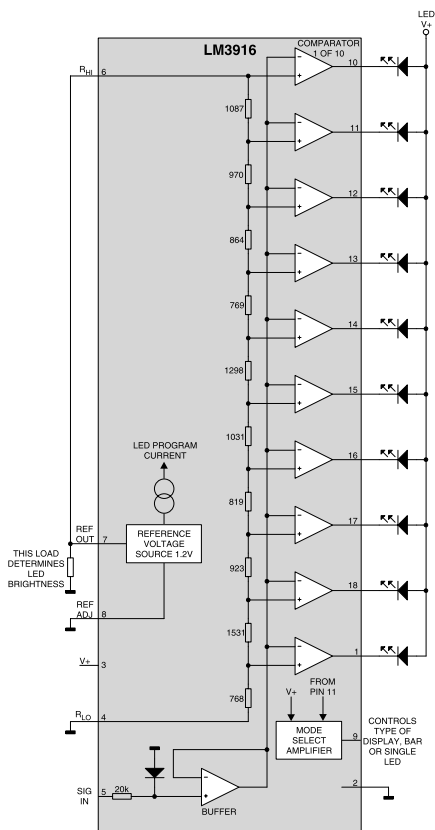 LED
V+
LM3916
COMPARATOR
1 OF 10
RHI
6
10
1087
11
970
12
864
13
769
14
1298
15
1031
16
LED PROGRAM
CURRENT
819
17
REF
OUT
7
REFERENCE
VOLTAGE
SOURCE 1.2V
THIS LOAD
DETERMINES
LED
BRIGHTNESS
923
18
REF
ADJ
8
1531
1
V+
3
768
RLO
4
V+
FROM
PIN 11
MODE
SELECT
AMPLIFIER
9
CONTROLS
TYPE OF
DISPLAY, BAR
OR SINGLE
LED
2
SIG
IN
5
20k
BUFFER